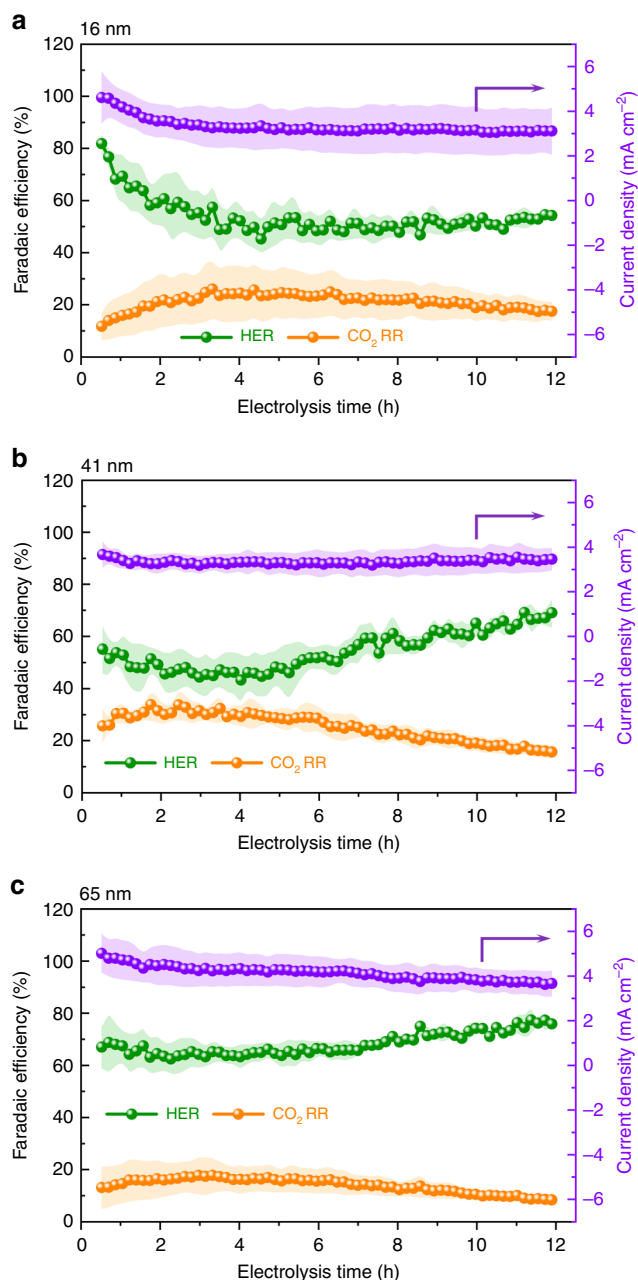 a
16 nm
120
100
80
60
40
20
0
Faradaic efficiency (%)
6
4
2
0
−2
−4
−6
Current density (mA cm⁻²)
HER
CO₂ RR
0 2 4 6 8 10 12
Electrolysis time (h)
b
41 nm
120
100
80
60
40
20
0
Faradaic efficiency (%)
6
4
2
0
−2
−4
−6
Current density (mA cm⁻²)
HER
CO₂ RR
0 2 4 6 8 10 12
Electrolysis time (h)
c
65 nm
120
100
80
60
40
20
0
Faradaic efficiency (%)
6
4
2
0
−2
−4
−6
Current density (mA cm⁻²)
HER
CO₂ RR
0 2 4 6 8 10 12
Electrolysis time (h)